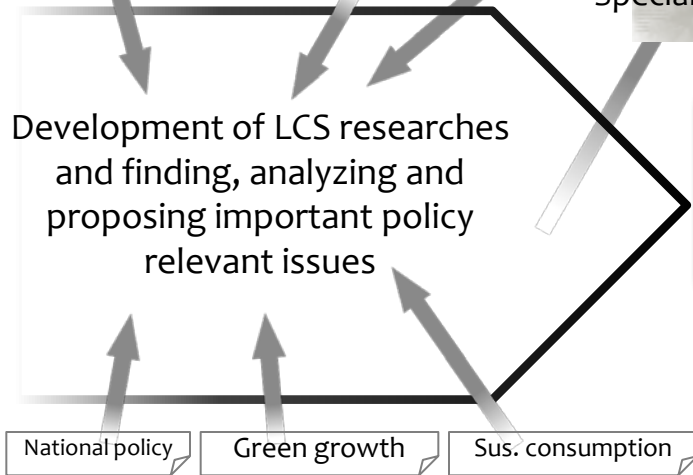 Special
Development of LCS researches
and finding, analyzing and
proposing important policy
relevant issues
National policy
Green growth
Sus. consumption